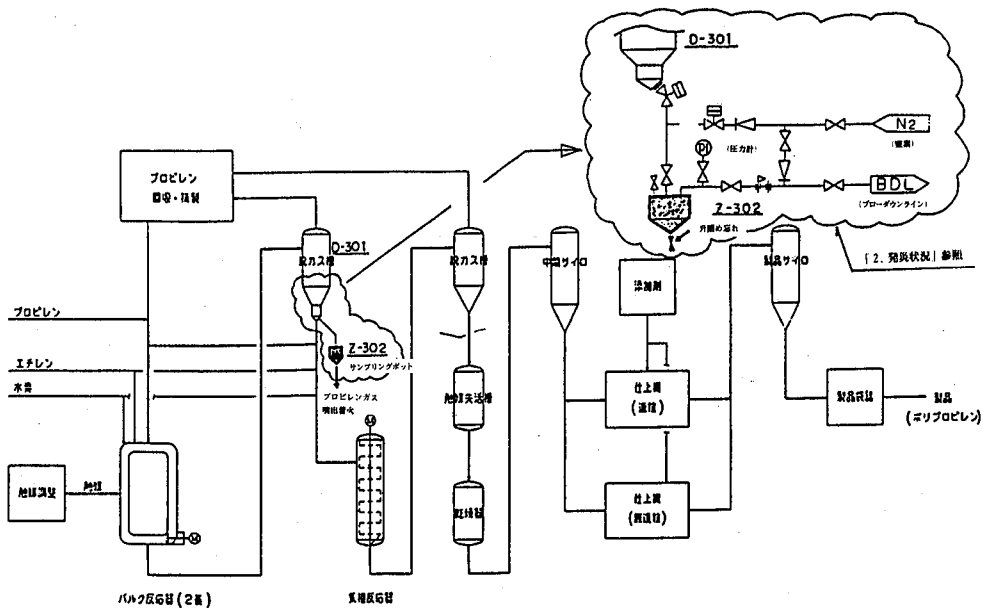 D-301
N2
(窒素)
PI
(圧力計)
BDL
(ブローダウンライン)
Z-302
弁閉め忘れ
「2. 発災状況」参照
プロピレン
回収・精製
D-301
脱ガス槽
脱ガス槽
中間サイロ
添加剤
製品サイロ
プロピレン
エチレン
水素
Z-302
サンプリングポット
プロピレンガス
噴出着火
触媒失活槽
仕上機
(造粒)
製品袋詰
製品
(ポリプロピレン)
M
触媒調整
触媒
乾燥器
仕上機
M
バルク反応器(2基)
気相反応器